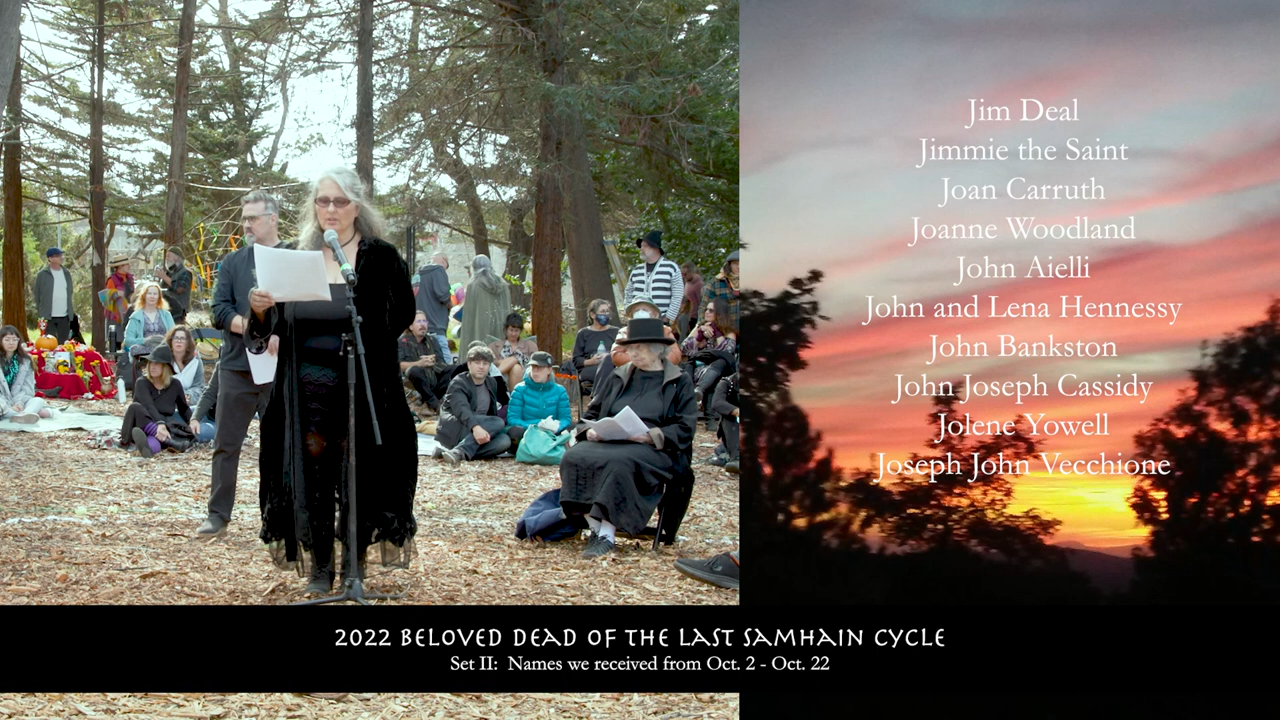 Jim Deal
Jimmie the Saint
Joan Carruth
Joanne Woodland
John Aielli
John and Lena Hennessy
John Bankston
John Joseph Cassidy
Jolene Yowell
Joseph John Vecchione
2022 BELOVED DEAD OF THE LAST SAMHAIN CYCLE
Set II: Names we received from Oct. 2 - Oct. 22